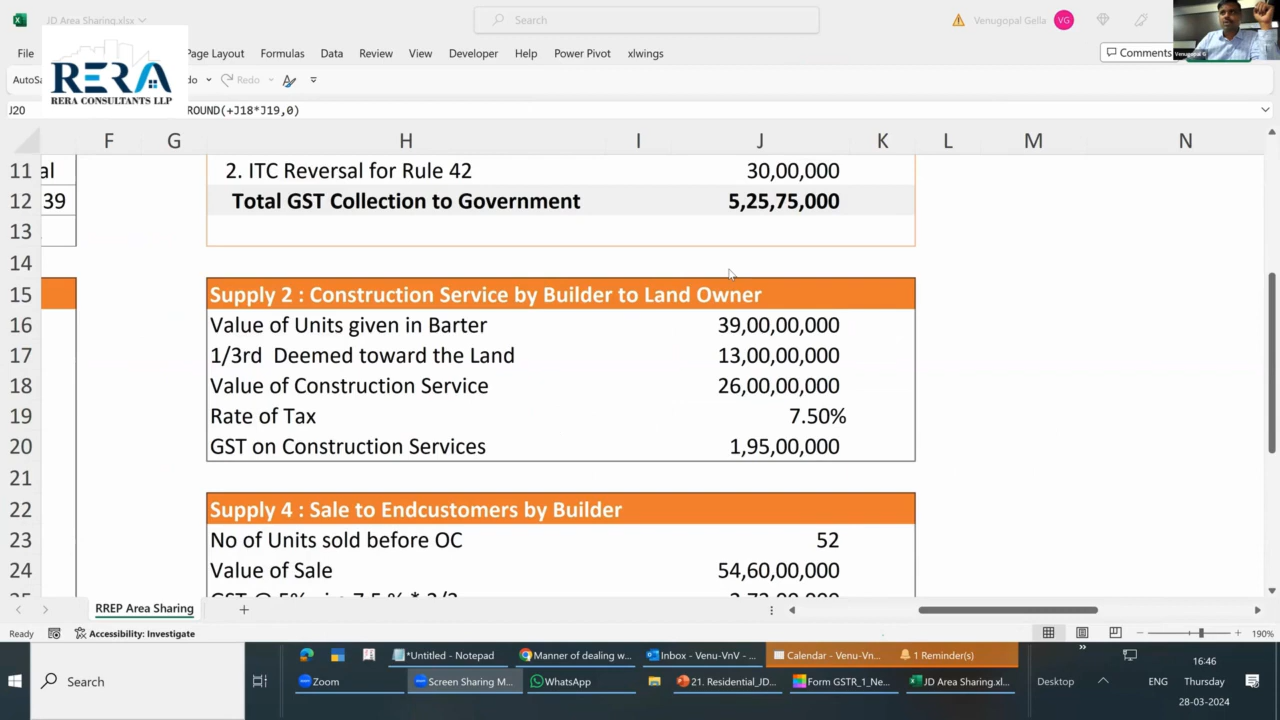 JD Area Sharing.xlsx
Search
Venugopal Gella
VG
Venugopal G
File
Page Layout
Formulas
Data
Review
View
Developer
Help
Power Pivot
xlwings
Comments
RERA
RERA CONSULTANTS LLP
AutoSa
do
Redo
J20
ROUND(+J18*J19,0)
F G H I J K L M N
11 al 2. ITC Reversal for Rule 42 30,00,000
12 39 Total GST Collection to Government 5,25,75,000
13
14
15 Supply 2 : Construction Service by Builder to Land Owner
16 Value of Units given in Barter 39,00,00,000
17 1/3rd Deemed toward the Land 13,00,00,000
18 Value of Construction Service 26,00,00,000
19 Rate of Tax 7.50%
20 GST on Construction Services 1,95,00,000
21
22 Supply 4 : Sale to Endcustomers by Builder
23 No of Units sold before OC 52
24 Value of Sale 54,60,00,000
RREP Area Sharing
Ready
Accessibility: Investigate
190%
*Untitled - Notepad
Manner of dealing w...
Inbox - Venu-VnV - ...
Calendar - Venu-Vn...
1 Reminder(s)
16:46
Search
Zoom
Screen Sharing M...
WhatsApp
21. Residential_JD...
Form GSTR_1_Ne...
JD Area Sharing.xl...
Desktop
ENG
Thursday
28-03-2024